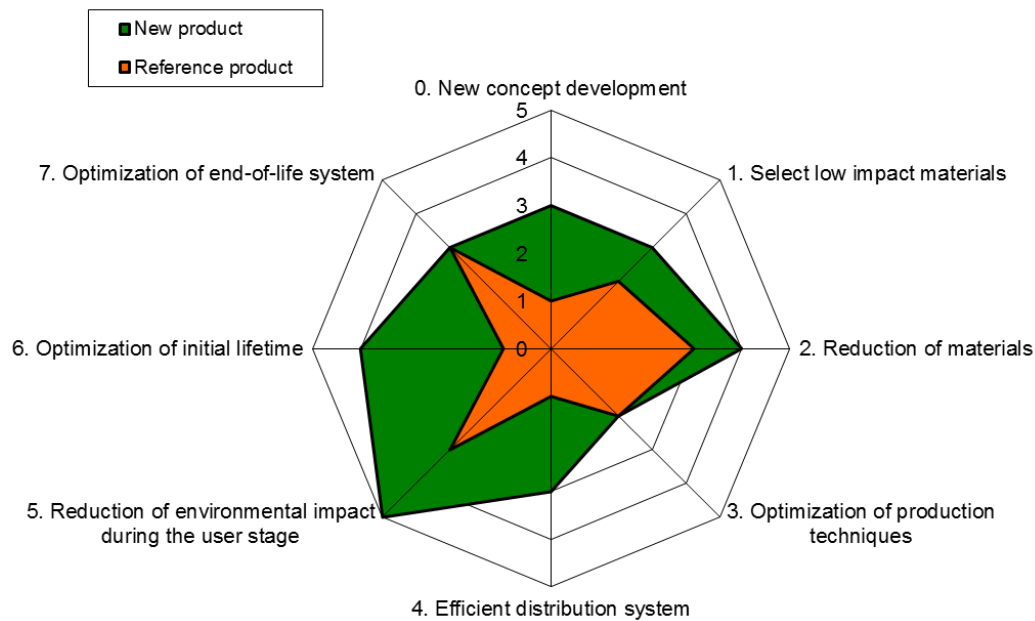 New product
Reference product
0. New concept development
5
4
3
2
1
0
1. Select low impact materials
2. Reduction of materials
3. Optimization of production
techniques
4. Efficient distribution system
5. Reduction of environmental impact
during the user stage
6. Optimization of initial lifetime
7. Optimization of end-of-life system